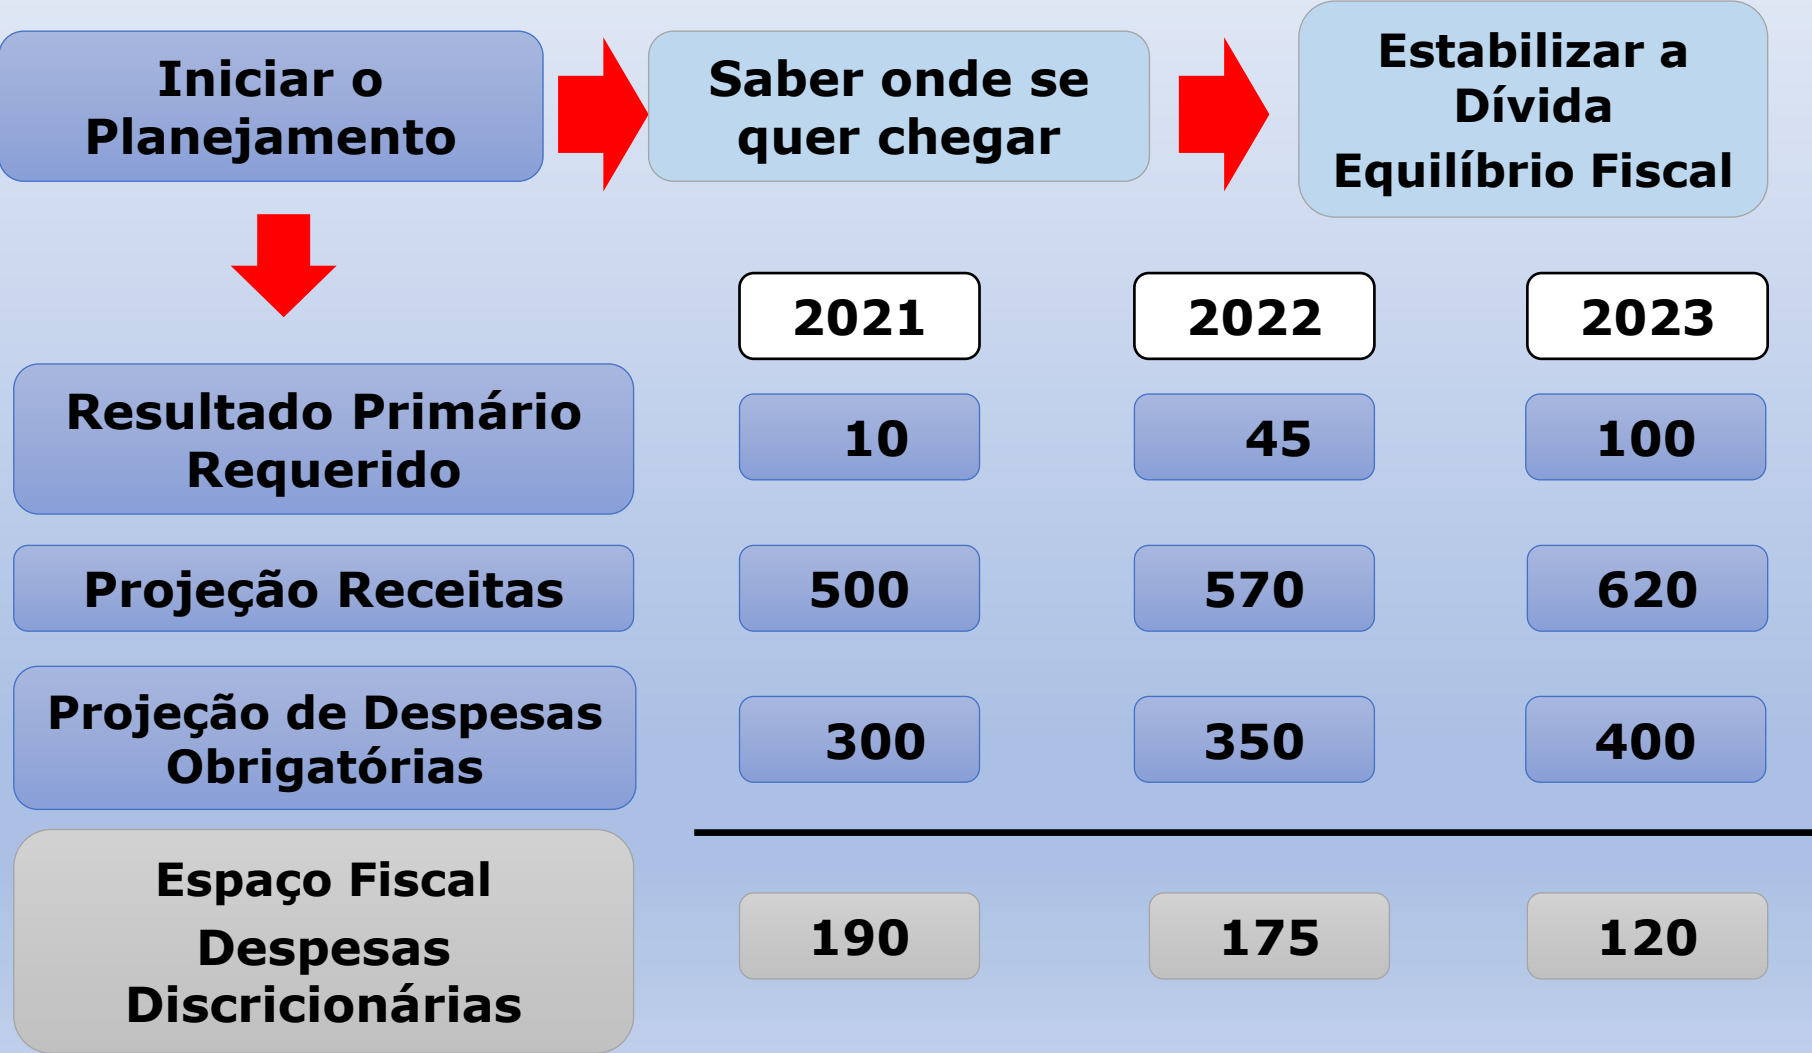 Iniciar o
Planejamento
Saber onde se
quer chegar
Estabilizar a
Dívida
Equilíbrio Fiscal
2021 2022 2023
Resultado Primário
Requerido
10 45 100
Projeção Receitas 500 570 620
Projeção de Despesas
Obrigatórias
300 350 400
Espaço Fiscal
Despesas
Discricionárias
190 175 120